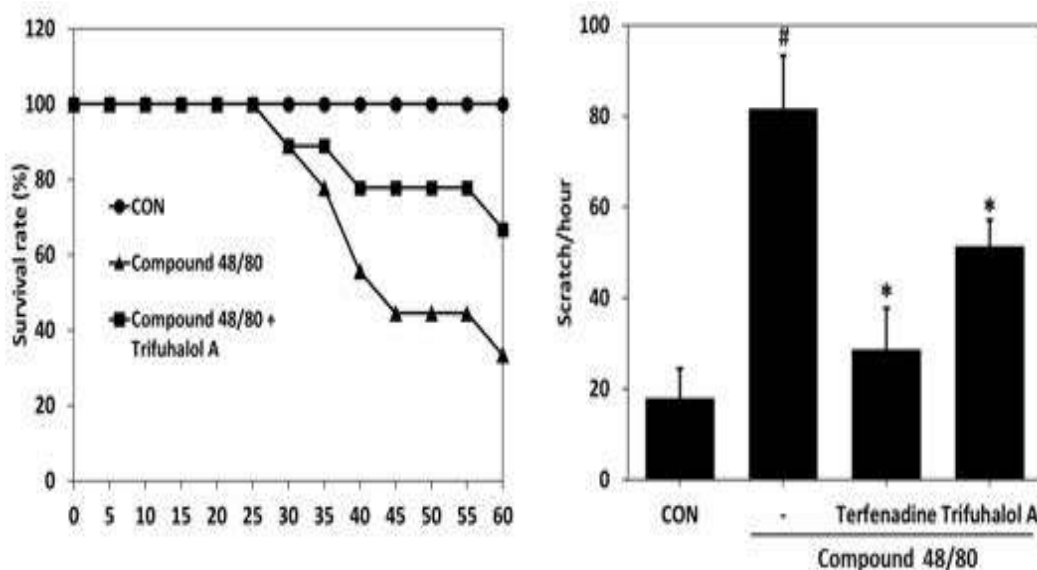 120
100
80
60
40
20
0
Survival rate (%)
CON
Compound 48/80
Compound 48/80 +
Trifuhalol A
0 5 10 15 20 25 30 35 40 45 50 55 60
100
80
60
40
20
0
Scratch/hour
#
*
*
CON - Terfenadine Trifuhalol A
Compound 48/80